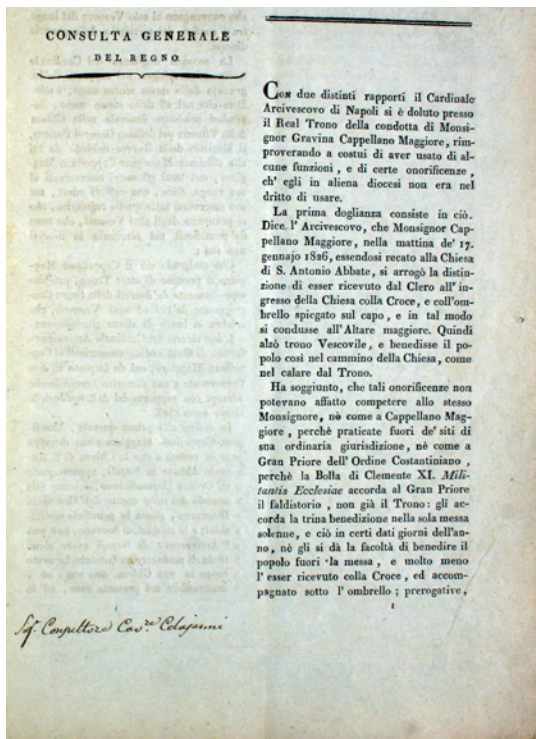 CONSULTA GENERALE
DEL REGNO
Con due distinti rapporti il Cardinale
Arcivescovo di Napoli si è doluto presso
il Real Trono della condotta di Monsi-
gnor Gravina Cappellano Maggiore, rim-
proverando a costui di aver usato di al-
cune funzioni, e di certe onorificenze,
ch' egli in aliena diocesi non era nel
dritto di usare.
La prima doglianza consiste in ciò.
Dice l' Arcivescovo, che Monsignor Cap-
pellano Maggiore, nella mattina de' 17.
gennajo 1826, essendosi recato alla Chiesa
di S. Antonio Abbate, si arrogò la distin-
zione di esser ricevuto dal Clero all' in-
gresso della Chiesa colla Croce, e coll'om-
brello spiegato sul capo, e in tal modo
si condusse all'Altare maggiore. Quindi
alzò trono Vescovile, e benedisse il po-
polo così nel cammino della Chiesa, come
nel calare dal Trono.
Ha soggiunto, che tali onorificenze non
potevano affatto competere allo stesso
Monsignore, nè come a Cappellano Mag-
giore, perchè praticate fuori de' siti di
sua ordinaria giurisdizione, nè come a
Gran Priore dell' Ordine Costantiniano,
perchè la Bolla di Clemente XI. Mili-
tantis Ecclesiae accorda al Gran Priore
il faldistorio, non già il Trono: gli ac-
corda la trina benedizione nella sola messa
solenne, e ciò in certi dati giorni dell'an-
no, nè gli si dà la facoltà di benedire il
popolo fuori la messa, e molto meno
l' esser ricevuto colla Croce, ed accom-
pagnato sotto l' ombrello; prerogative,
1
Consultore Cav.re Colajanni